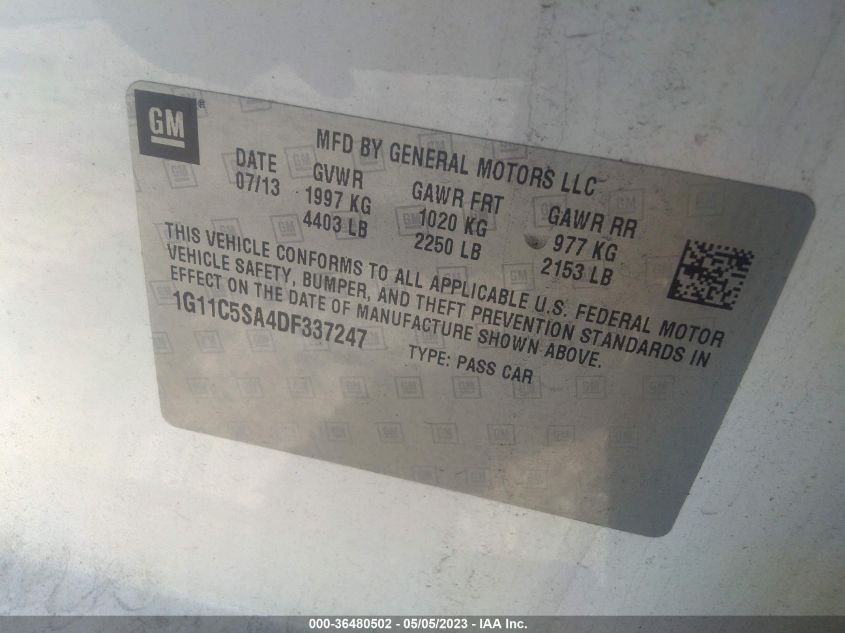 GM®
MFD BY GENERAL MOTORS LLC
DATE GVWR GAWR FRT GAWR RR
07/13 1997 KG 1020 KG 977 KG
4403 LB 2250 LB 2153 LB
THIS VEHICLE CONFORMS TO ALL APPLICABLE U.S. FEDERAL MOTOR
VEHICLE SAFETY, BUMPER, AND THEFT PREVENTION STANDARDS IN
EFFECT ON THE DATE OF MANUFACTURE SHOWN ABOVE.
1G11C5SA4DF337247 TYPE: PASS CAR
000-36480502 - 05/05/2023 - IAA Inc.